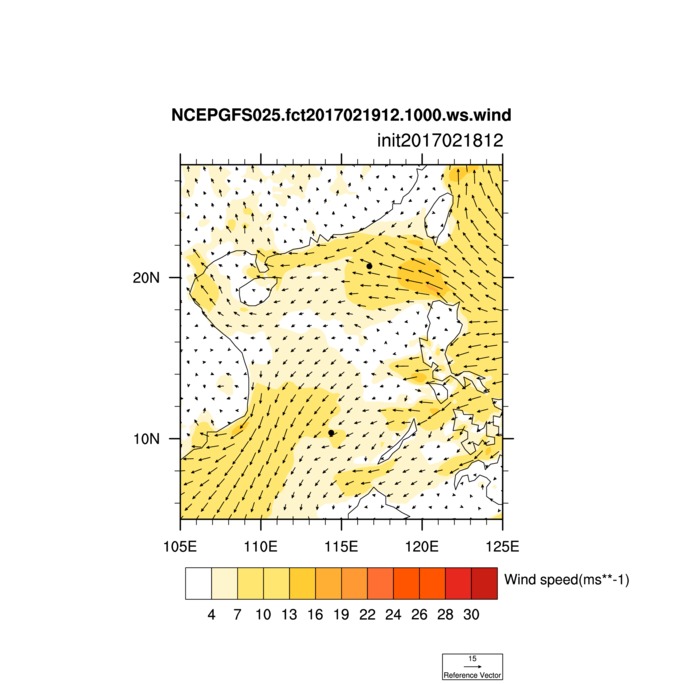 NCEPGFS025.fct2017021912.1000.ws.wind
init2017021812
20N
10N
105E 110E 115E 120E 125E
Wind speed(ms**-1)
4 7 10 13 16 19 22 24 26 28 30
15
Reference Vector